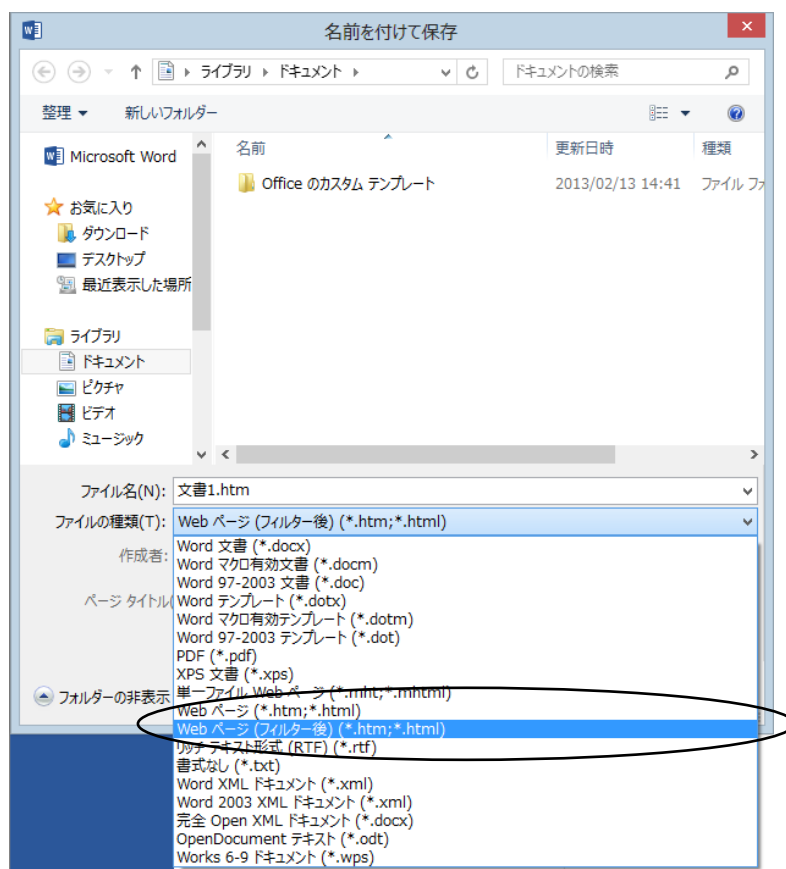 名前を付けて保存
ライブラリ ドキュメント
ドキュメントの検索
整理 新しいフォルダー
名前 更新日時 種類
Microsoft Word
Office のカスタム テンプレート 2013/02/13 14:41 ファイル フ
お気に入り
ダウンロード
デスクトップ
最近表示した場所
ライブラリ
ドキュメント
ピクチャ
ビデオ
ミュージック
ファイル名(N): 文書1.htm
ファイルの種類(T): Web ページ (フィルター後) (*.htm;*.html)
作成者:
ページ タイトル(
フォルダーの非表示
Word 文書 (*.docx)
Word マクロ有効文書 (*.docm)
Word 97-2003 文書 (*.doc)
Word テンプレート (*.dotx)
Word マクロ有効テンプレート (*.dotm)
Word 97-2003 テンプレート (*.dot)
PDF (*.pdf)
XPS 文書 (*.xps)
単一ファイル Web ページ (*.mht;*.mhtml)
Web ページ (*.htm;*.html)
Web ページ (フィルター後) (*.htm;*.html)
リッチ テキスト形式 (RTF) (*.rtf)
書式なし (*.txt)
Word XML ドキュメント (*.xml)
Word 2003 XML ドキュメント (*.xml)
完全 Open XML ドキュメント (*.docx)
OpenDocument テキスト (*.odt)
Works 6-9 ドキュメント (*.wps)